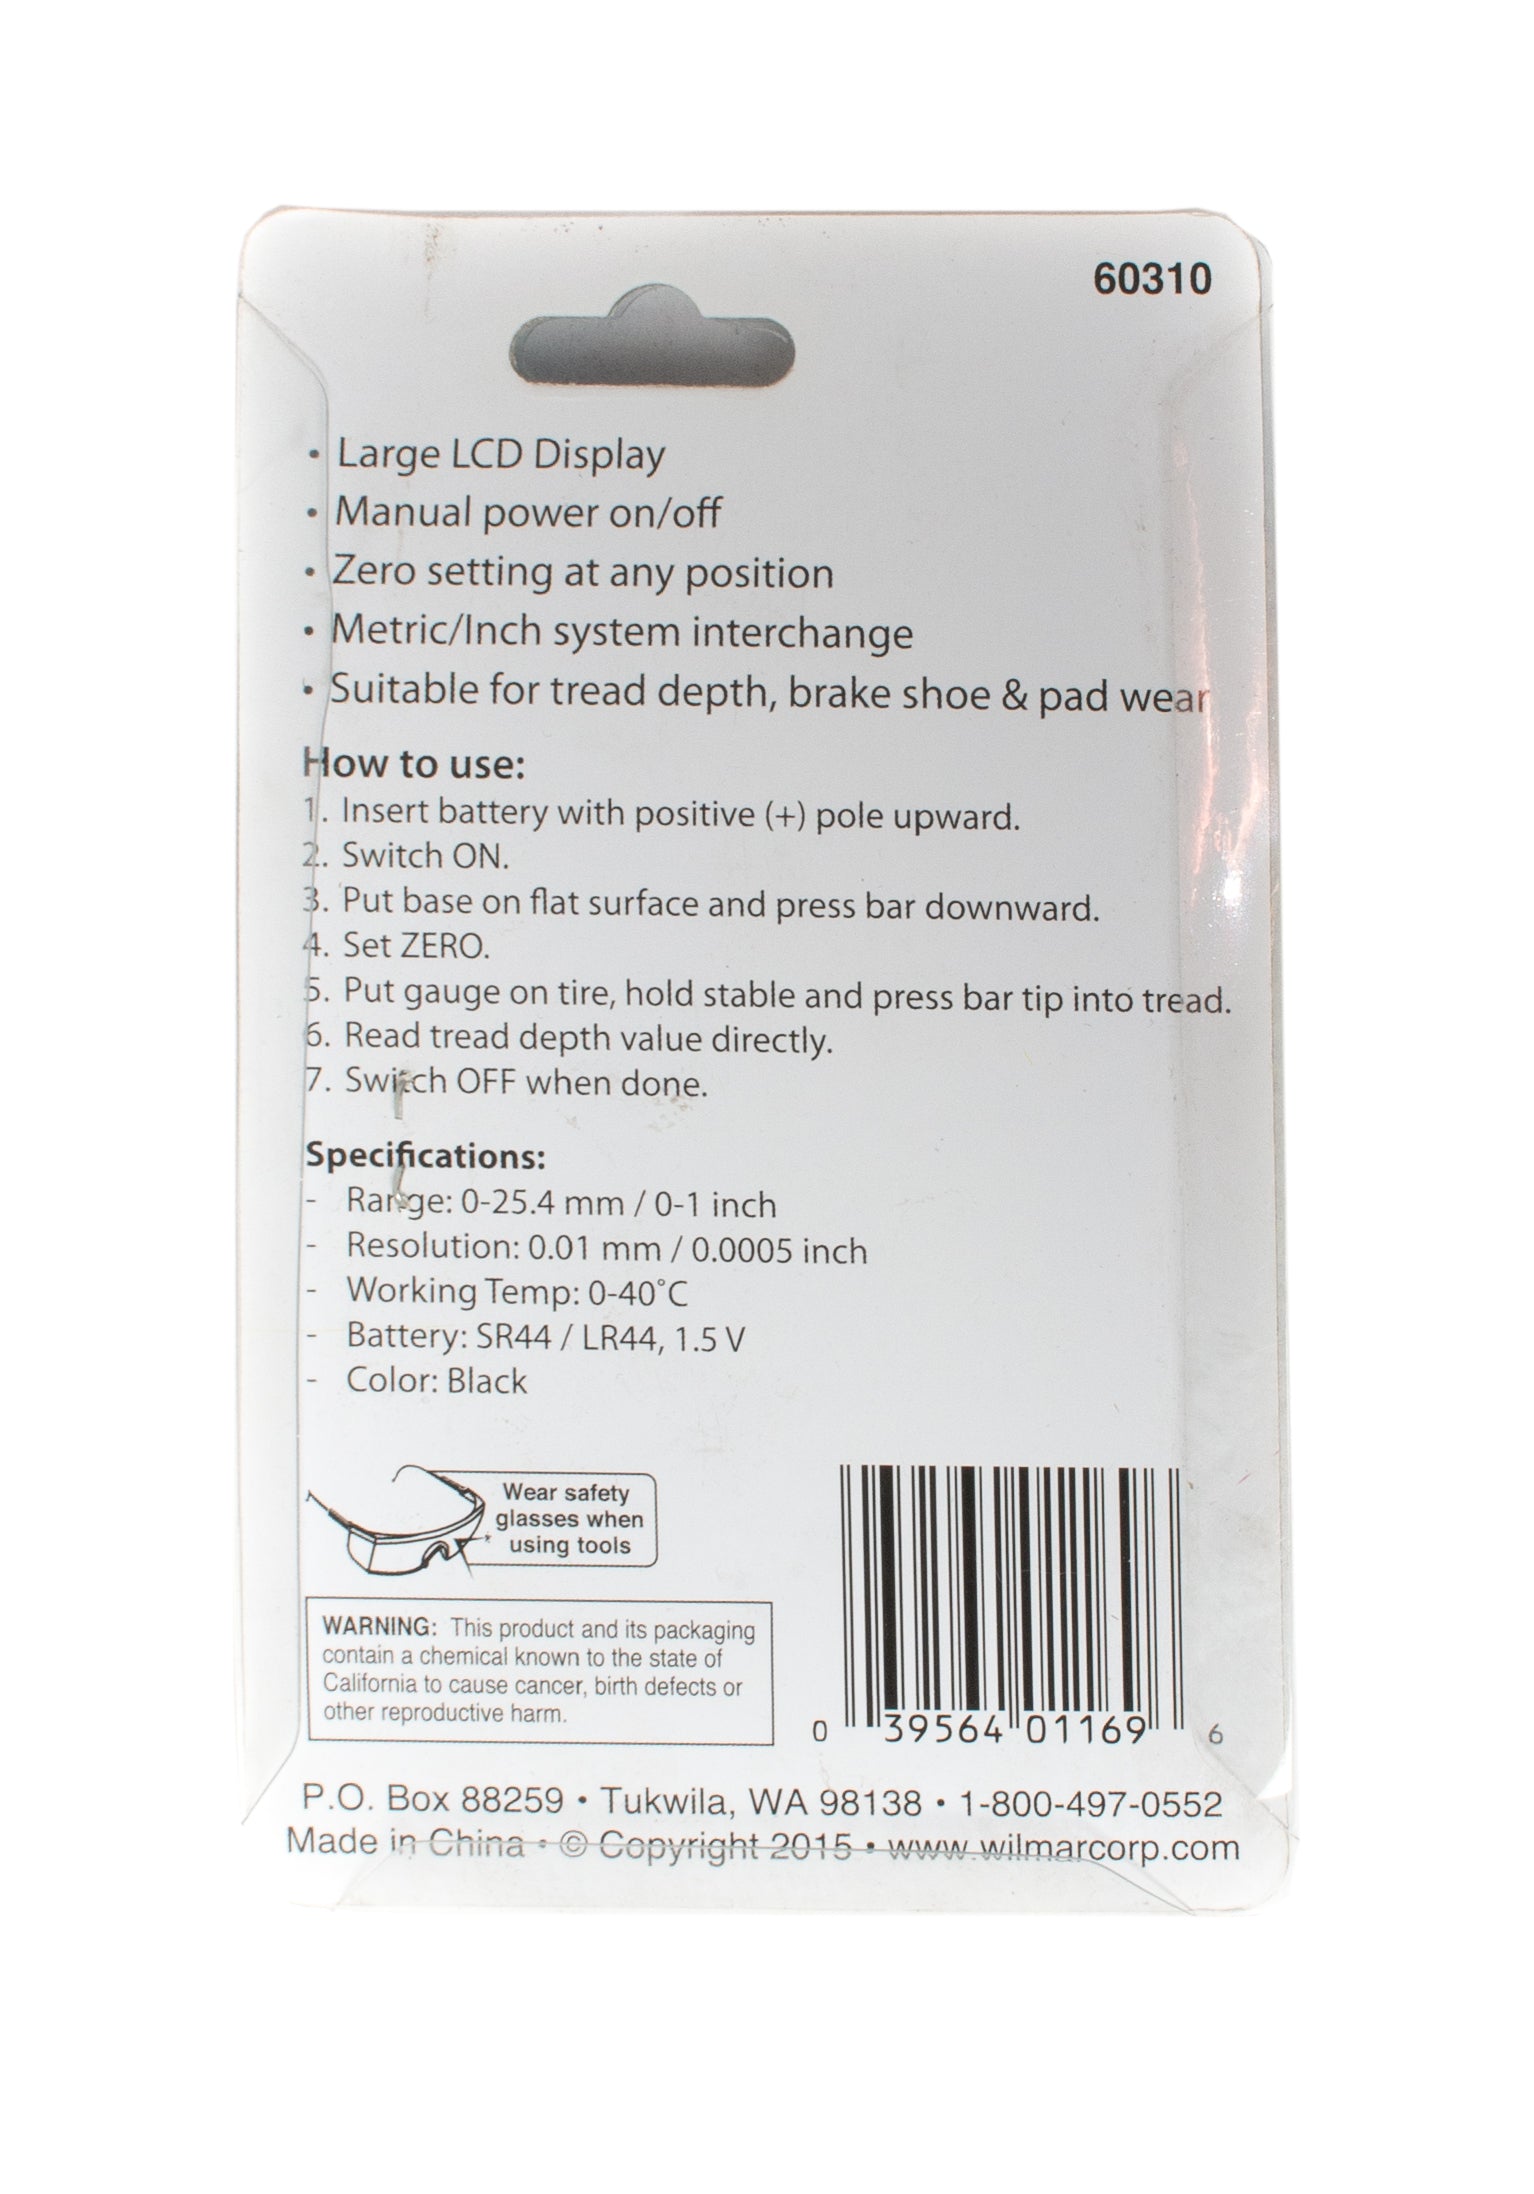 60310
• Large LCD Display
• Manual power on/off
• Zero setting at any position
• Metric/Inch system interchange
• Suitable for tread depth, brake shoe & pad wear
How to use:
1. Insert battery with positive (+) pole upward.
2. Switch ON.
3. Put base on flat surface and press bar downward.
4. Set ZERO.
5. Put gauge on tire, hold stable and press bar tip into tread.
6. Read tread depth value directly.
7. Switch OFF when done.
Specifications:
- Range: 0-25.4 mm / 0-1 inch
- Resolution: 0.01 mm / 0.0005 inch
- Working Temp: 0-40˚C
- Battery: SR44 / LR44, 1.5 V
- Color: Black
Wear safety
glasses when
using tools
WARNING: This product and its packaging
contain a chemical known to the state of
California to cause cancer, birth defects or
other reproductive harm.
0 39564 01169 6
P.O. Box 88259 • Tukwila, WA 98138 • 1-800-497-0552
Made in China • © Copyright 2015 • www.wilmarcorp.com